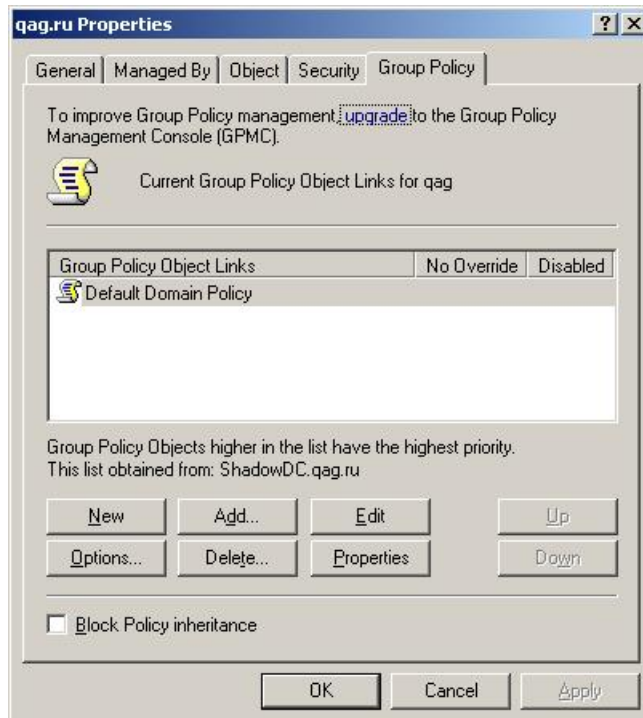 qag.ru Properties
General Managed By Object Security Group Policy
To improve Group Policy management, upgrade to the Group Policy
Management Console (GPMC).
Current Group Policy Object Links for qag
Group Policy Object Links No Override Disabled
Default Domain Policy
Group Policy Objects higher in the list have the highest priority.
This list obtained from: ShadowDC.qag.ru
New Add... Edit Up
Options... Delete... Properties Down
Block Policy inheritance
OK Cancel Apply